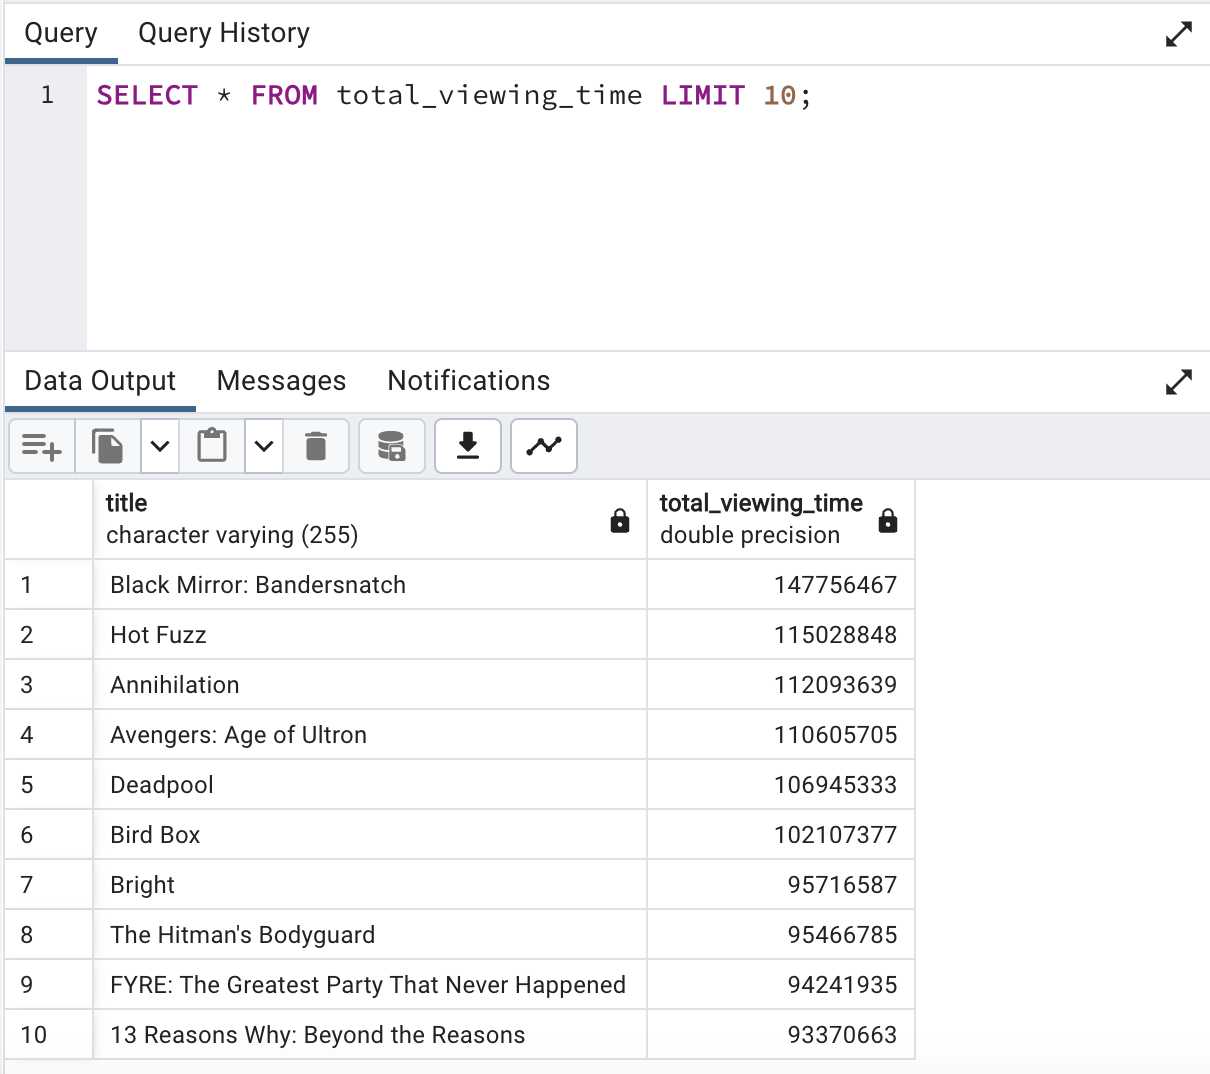 Query Query History
1 SELECT * FROM total_viewing_time LIMIT 10;
Data Output Messages Notifications
title total_viewing_time
character varying (255) double precision
1 Black Mirror: Bandersnatch 147756467
2 Hot Fuzz 115028848
3 Annihilation 112093639
4 Avengers: Age of Ultron 110605705
5 Deadpool 106945333
6 Bird Box 102107377
7 Bright 95716587
8 The Hitman's Bodyguard 95466785
9 FYRE: The Greatest Party That Never Happened 94241935
10 13 Reasons Why: Beyond the Reasons 93370663